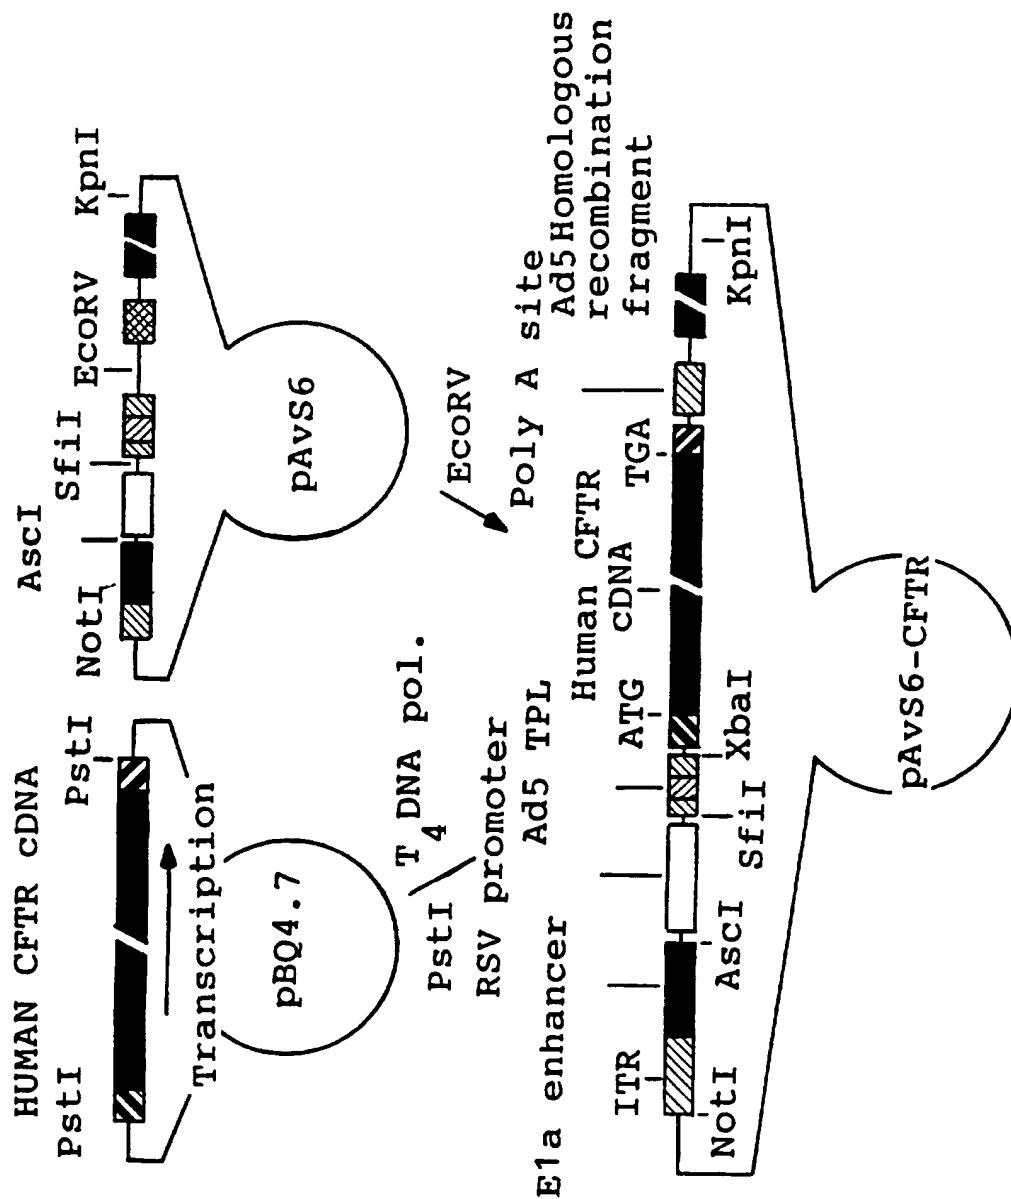 HUMAN CFTR cDNA
PstI
PstI
Transcription
pBQ4.7
AscI
NotI
SfiI
EcoRV
KpnI
pAvS6
PstI
T4 DNA pol.
EcoRV
E1a enhancer
RSV promoter
Ad5 TPL
Poly A site
Ad5 Homologous
recombination
fragment
ITR
ATG
Human CFTR
cDNA
TGA
NotI
AscI
SfiI
XbaI
KpnI
pAvS6-CFTR